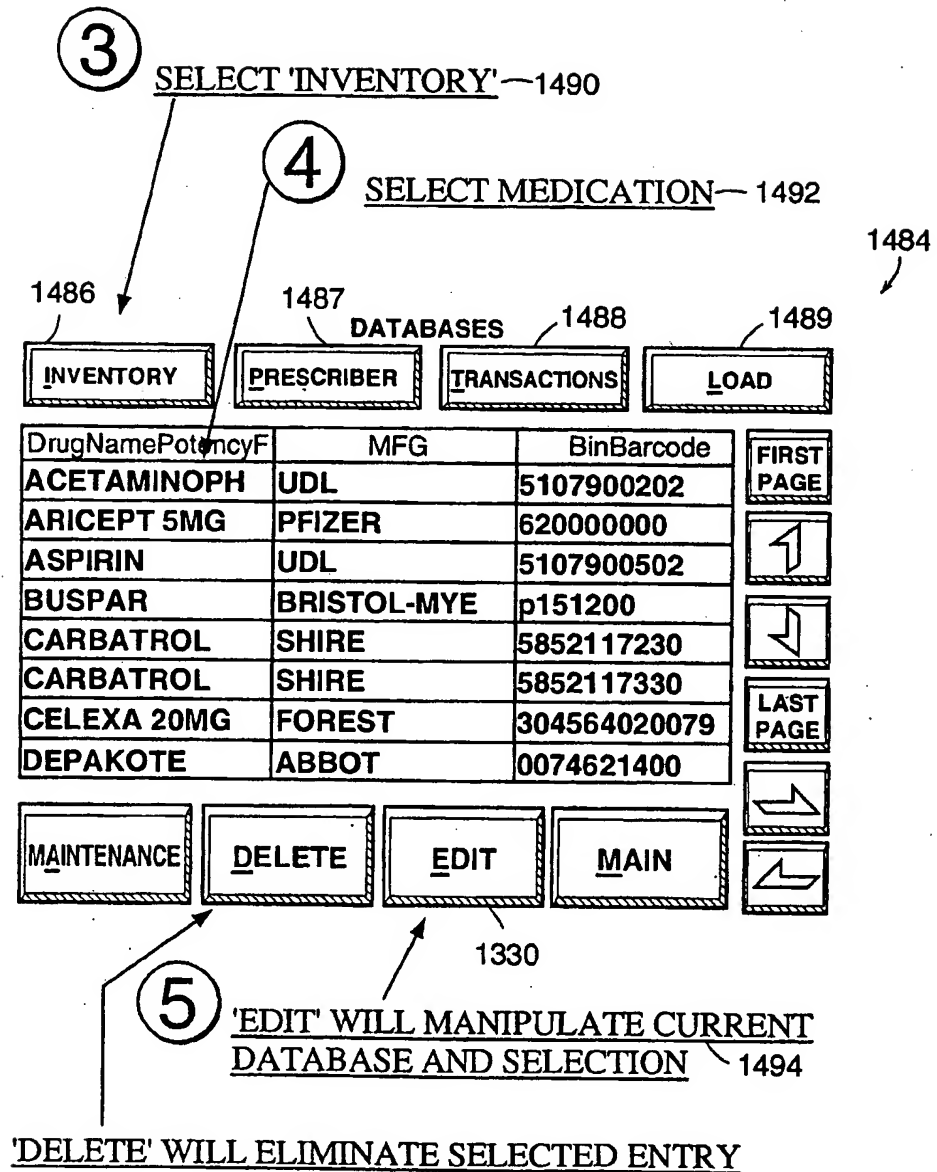 3
SELECT 'INVENTORY' 1490
4
SELECT MEDICATION 1492
1484
1486 1487 1488 1489
DATABASES
INVENTORY PRESCRIBER TRANSACTIONS LOAD
DrugNamePotencyF MFG BinBarcode
ACETAMINOPH UDL 5107900202
ARICEPT 5MG PFIZER 620000000
ASPIRIN UDL 5107900502
BUSPAR BRISTOL-MYE p151200
CARBATROL SHIRE 5852117230
CARBATROL SHIRE 5852117330
CELEXA 20MG FOREST 304564020079
DEPAKOTE ABBOT 0074621400
FIRST
PAGE
LAST
PAGE
MAINTENANCE DELETE EDIT MAIN
1330
5
'EDIT' WILL MANIPULATE CURRENT
DATABASE AND SELECTION 1494
'DELETE' WILL ELIMINATE SELECTED ENTRY